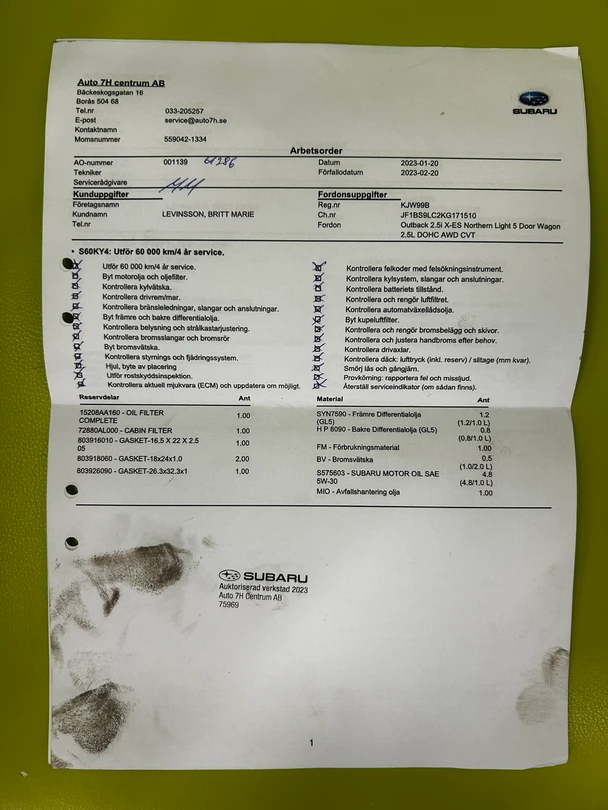 Auto 7H centrum AB
Bäckeskogsgatan 16
Borås 504 68
Tel.nr 033-205257
E-post service@auto7h.se
Kontaktnamn
Momsnummer 559042-1334
SUBARU
Arbetsorder
AO-nummer 001139 61286 Datum 2023-01-20
Tekniker Förfallodatum 2023-02-20
Servicerådgivare
Kunduppgifter Fordonsuppgifter
Företagsnamn Reg.nr KJW99B
Kundnamn LEVINSSON, BRITT MARIE Ch.nr JF1BS9LC2KG171510
Tel.nr Fordon Outback 2.5i X-ES Northern Light 5 Door Wagon
2.5L DOHC AWD CVT
• S60KY4: Utför 60 000 km/4 år service.
Utför 60 000 km/4 år service. Kontrollera felkoder med felsökningsinstrument.
Byt motorolja och oljefilter. Kontrollera kylsystem, slangar och anslutningar.
Kontrollera kylvätska. Kontrollera batteriets tillstånd.
Kontrollera drivrem/mar. Kontrollera och rengör luftfiltret.
Kontrollera bränsleledningar, slangar och anslutningar. Kontrollera automatväxellådsolja.
Byt främre och bakre differentialolja. Byt kupeluftfilter.
Kontrollera belysning och strålkastarjustering. Kontrollera och rengör bromsbelägg och skivor.
Kontrollera bromsslangar och bromsrör Kontrollera och justera handbroms efter behov.
Byt bromsvätska. Kontrollera drivaxlar.
Kontrollera styrnings och fjädringsystem. Kontrollera däck: lufttryck (inkl. reserv) / slitage (mm kvar).
Hjul, byte av placering Smörj lås och gångjärn.
Utför rostskyddsinspektion. Provkörning: rapportera fel och missljud.
Kontrollera aktuell mjukvara (ECM) och uppdatera om möjligt. Återställ serviceindikator (om sådan finns).
Reservdelar Ant Material Ant
15208AA160 - OIL FILTER COMPLETE 1.00
72880AL000 - CABIN FILTER 1.00
803916010 - GASKET-16.5 X 22 X 2.5 05 1.00
803918060 - GASKET-18x24x1.0 2.00
803926090 - GASKET-26.3x32.3x1 1.00
SYN7590 - Främre Differentialolja (GL5) 1.2 (1.2/1.0 L)
H P 8090 - Bakre Differentialolja (GL5) 0.8 (0.8/1.0 L)
FM - Förbrukningsmaterial 1.00
BV - Bromsvätska 0.5 (1.0/2.0 L)
S575603 - SUBARU MOTOR OIL SAE 5W-30 4.8 (4.8/1.0 L)
MIO - Avfallshantering olja 1.00
SUBARU
Auktoriserad verkstad 2023
Auto 7H Centrum AB
75969
1